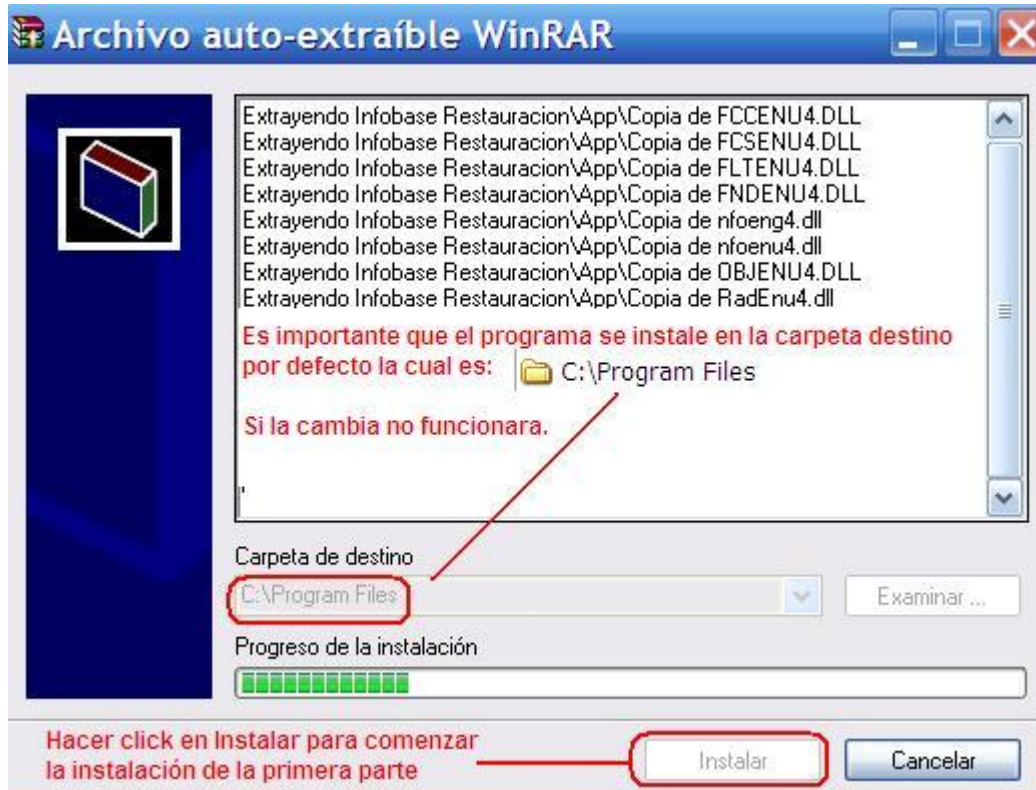 Archivo auto-extraíble WinRAR
Extrayendo Infobase Restauracion\App\Copia de FCCENU4.DLL
Extrayendo Infobase Restauracion\App\Copia de FCSENU4.DLL
Extrayendo Infobase Restauracion\App\Copia de FLTENU4.DLL
Extrayendo Infobase Restauracion\App\Copia de FNDENU4.DLL
Extrayendo Infobase Restauracion\App\Copia de nfoeng4.dll
Extrayendo Infobase Restauracion\App\Copia de nfoenu4.dll
Extrayendo Infobase Restauracion\App\Copia de OBJENU4.DLL
Extrayendo Infobase Restauracion\App\Copia de RadEnu4.dll
Es importante que el programa se instale en la carpeta destino
por defecto la cual es: C:\Program Files
Si la cambia no funcionara.
Carpeta de destino
C:\Program Files
Examinar ...
Progreso de la instalación
Hacer click en Instalar para comenzar
la instalación de la primera parte
Instalar
Cancelar